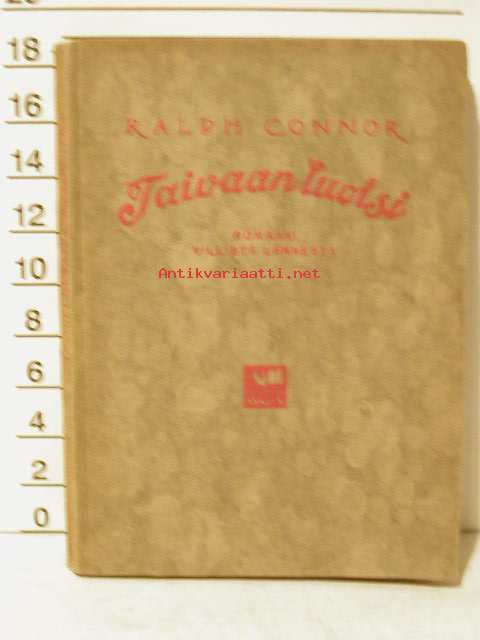 18
16
14
12
10
8
6
4
2
0
RALPH CONNOR
Taivaan luotsi
ROMAANI
VILLISTÄ LÄNNESTÄ
Antikvariaatti.net